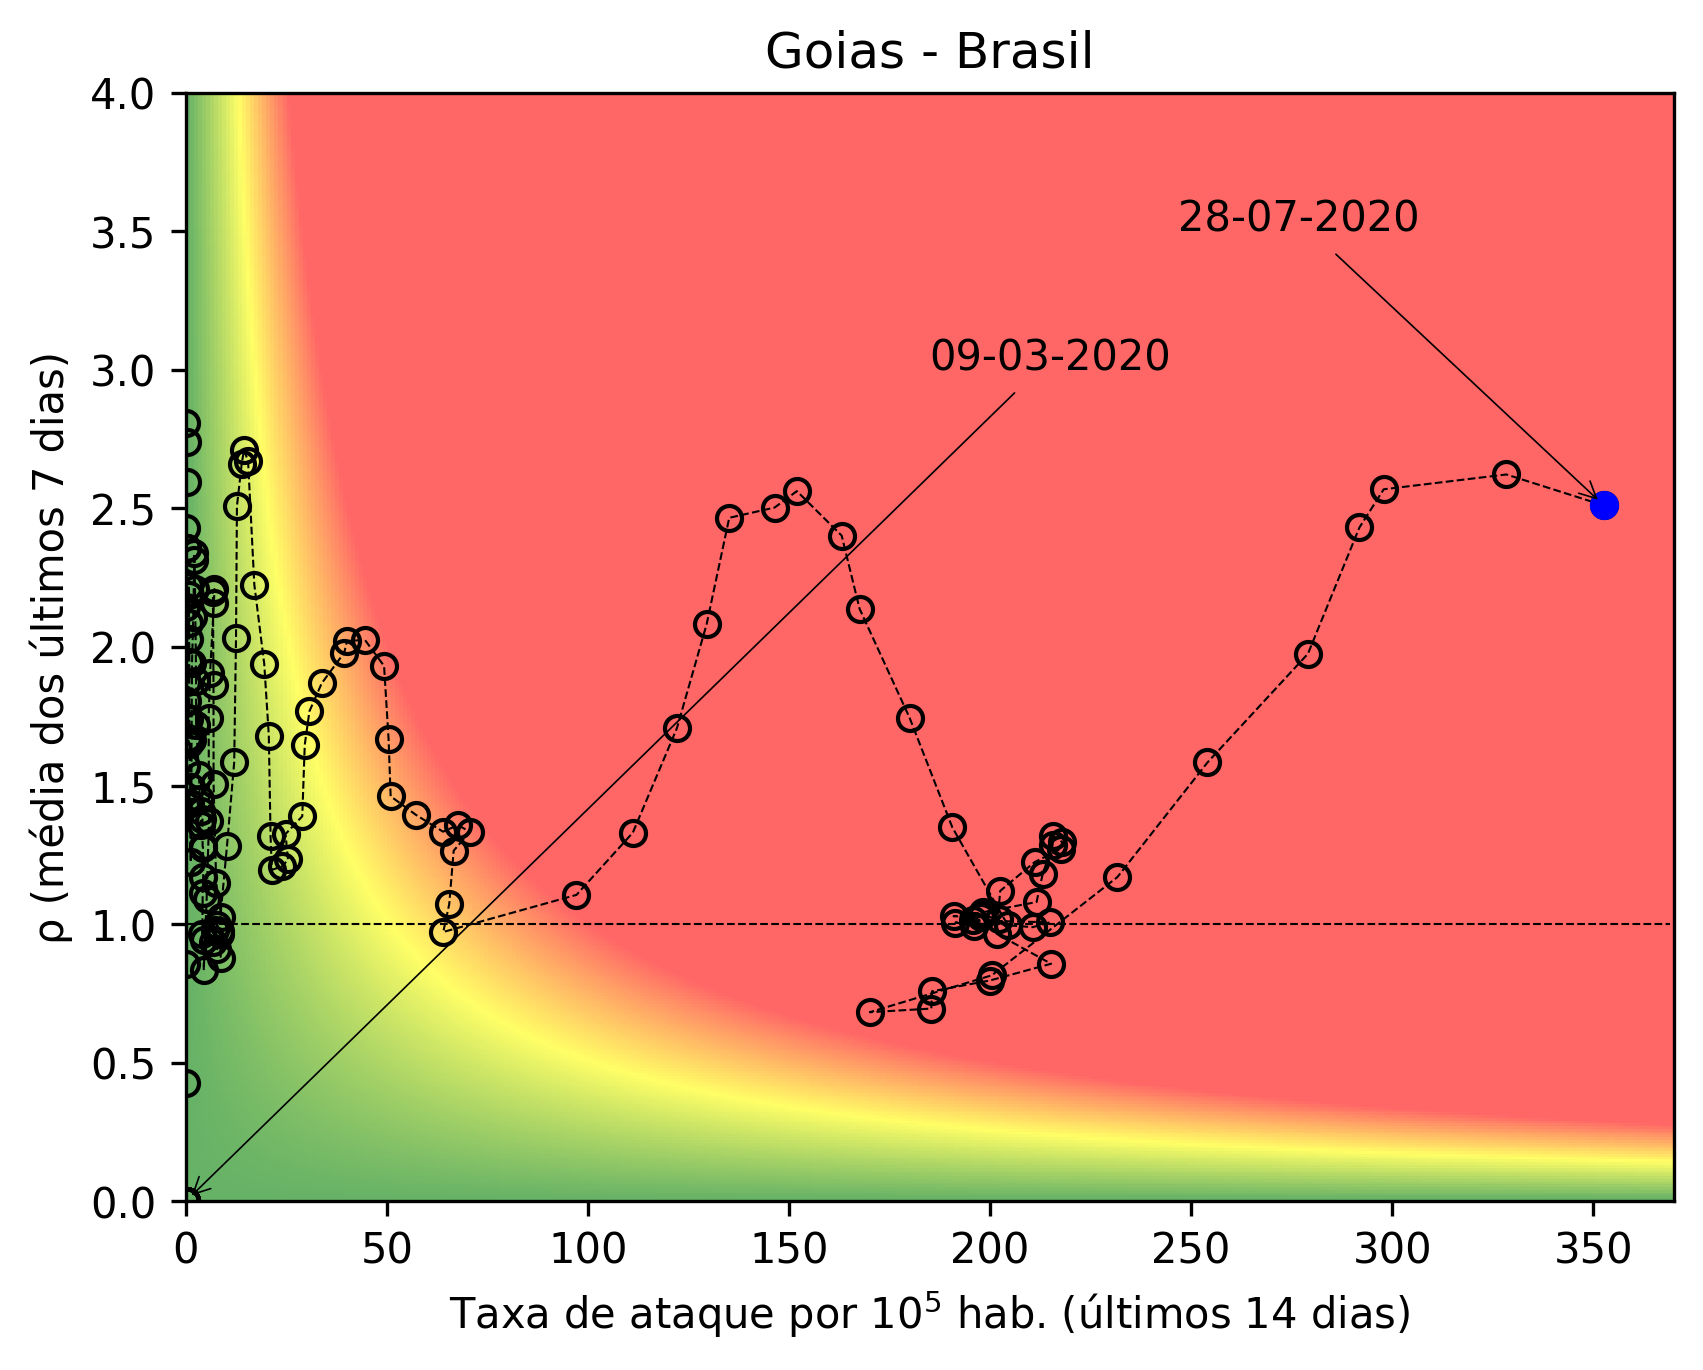 Goias - Brasil
4.0
3.5
3.0
2.5
2.0
1.5
1.0
0.5
0.0
ρ (média dos últimos 7 dias)
28-07-2020
09-03-2020
0 50 100 150 200 250 300 350
Taxa de ataque por 10⁵ hab. (últimos 14 dias)